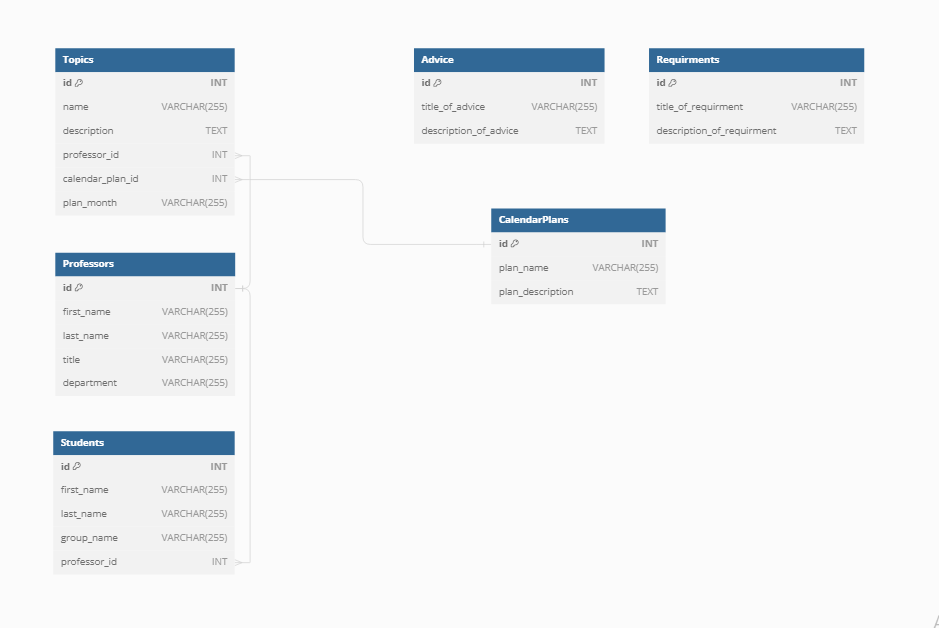 Topics
id INT
name VARCHAR(255)
description TEXT
professor_id INT
calendar_plan_id INT
plan_month VARCHAR(255)
Advice
id INT
title_of_advice VARCHAR(255)
description_of_advice TEXT
Requirments
id INT
title_of_requirment VARCHAR(255)
description_of_requirment TEXT
CalendarPlans
id INT
plan_name VARCHAR(255)
plan_description TEXT
Professors
id INT
first_name VARCHAR(255)
last_name VARCHAR(255)
title VARCHAR(255)
department VARCHAR(255)
Students
id INT
first_name VARCHAR(255)
last_name VARCHAR(255)
group_name VARCHAR(255)
professor_id INT